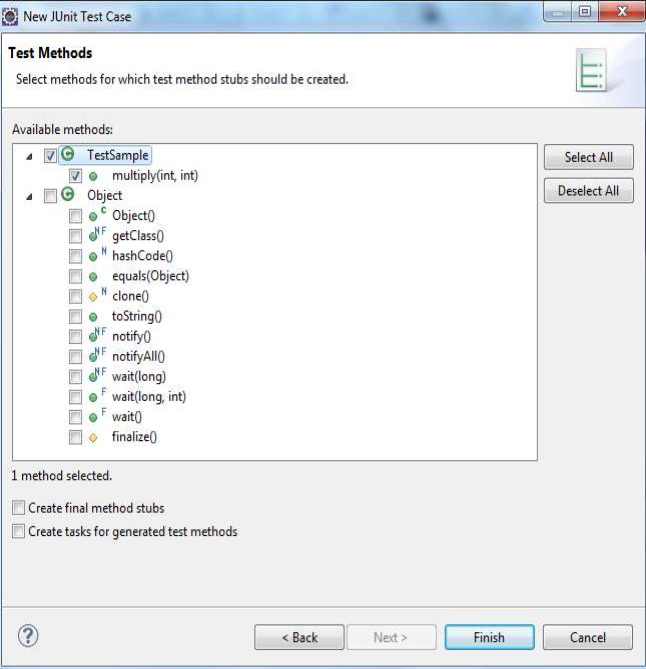 New JUnit Test Case
Test Methods
Select methods for which test method stubs should be created.
Available methods:
TestSample
multiply(int, int)
Object
C Object()
NF getClass()
N hashCode()
equals(Object)
N clone()
toString()
NF notify()
NF notifyAll()
NF wait(long)
F wait(long, int)
F wait()
finalize()
Select All
Deselect All
1 method selected.
Create final method stubs
Create tasks for generated test methods
? < Back Next > Finish Cancel